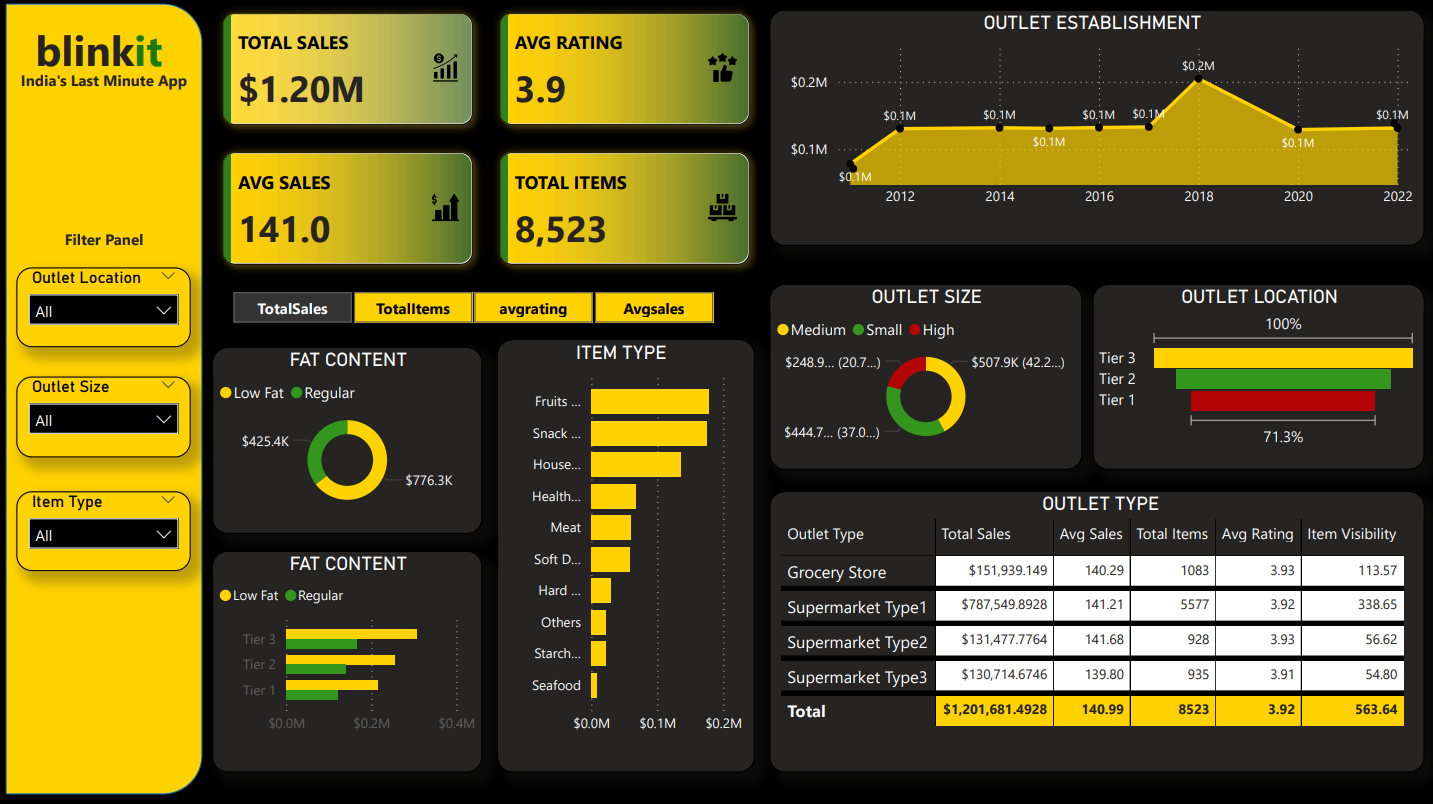 blinkit
India's Last Minute App
Filter Panel
Outlet Location
All
Outlet Size
All
Item Type
All
TOTAL SALES
$1.20M
AVG RATING
3.9
AVG SALES
141.0
TOTAL ITEMS
8,523
TotalSales TotalItems avgrating Avgsales
FAT CONTENT
Low Fat Regular
$425.4K
$776.3K
FAT CONTENT
Low Fat Regular
Tier 3
Tier 2
Tier 1
$0.0M $0.2M $0.4M
ITEM TYPE
Fruits ...
Snack ...
House...
Health...
Meat
Soft D...
Hard ...
Others
Starch...
Seafood
$0.0M $0.1M $0.2M
OUTLET ESTABLISHMENT
$0.2M
$0.1M
$0.1M
$0.1M
$0.1M
$0.1M
$0.1M
$0.1M
$0.2M
$0.1M
$0.1M
2012 2014 2016 2018 2020 2022
OUTLET SIZE
Medium Small High
$248.9... (20.7...)
$507.9K (42.2...)
$444.7... (37.0...)
OUTLET LOCATION
100%
Tier 3
Tier 2
Tier 1
71.3%
OUTLET TYPE
Outlet Type Total Sales Avg Sales Total Items Avg Rating Item Visibility
Grocery Store $151,939.149 140.29 1083 3.93 113.57
Supermarket Type1 $787,549.8928 141.21 5577 3.92 338.65
Supermarket Type2 $131,477.7764 141.68 928 3.93 56.62
Supermarket Type3 $130,714.6746 139.80 935 3.91 54.80
Total $1,201,681.4928 140.99 8523 3.92 563.64